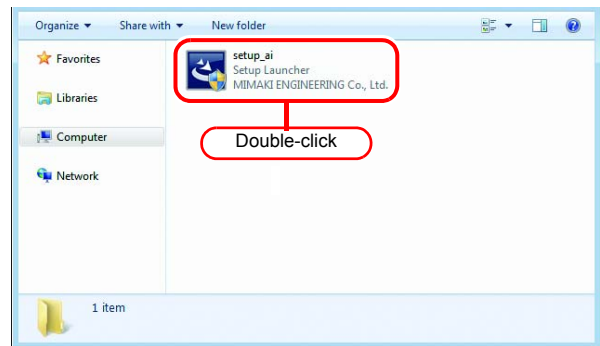 Organize Share with New folder
Favorites
Libraries
Computer
Network
setup_ai
Setup Launcher
MIMAKI ENGINEERING Co., Ltd.
Double-click
1 item